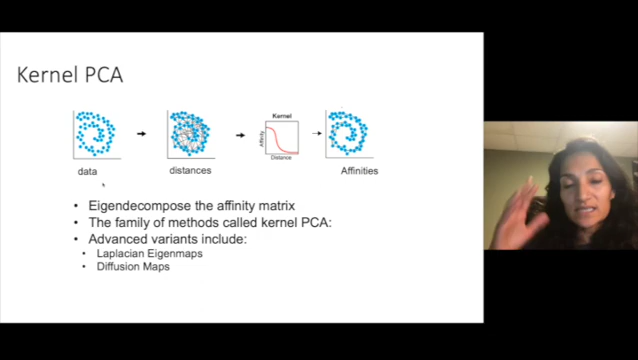 Kernel PCA
Kernel
Affinity
Distance
data
distances
Affinities
• Eigendecompose the affinity matrix
• The family of methods called kernel PCA:
• Advanced variants include:
• Laplacian Eigenmaps
• Diffusion Maps